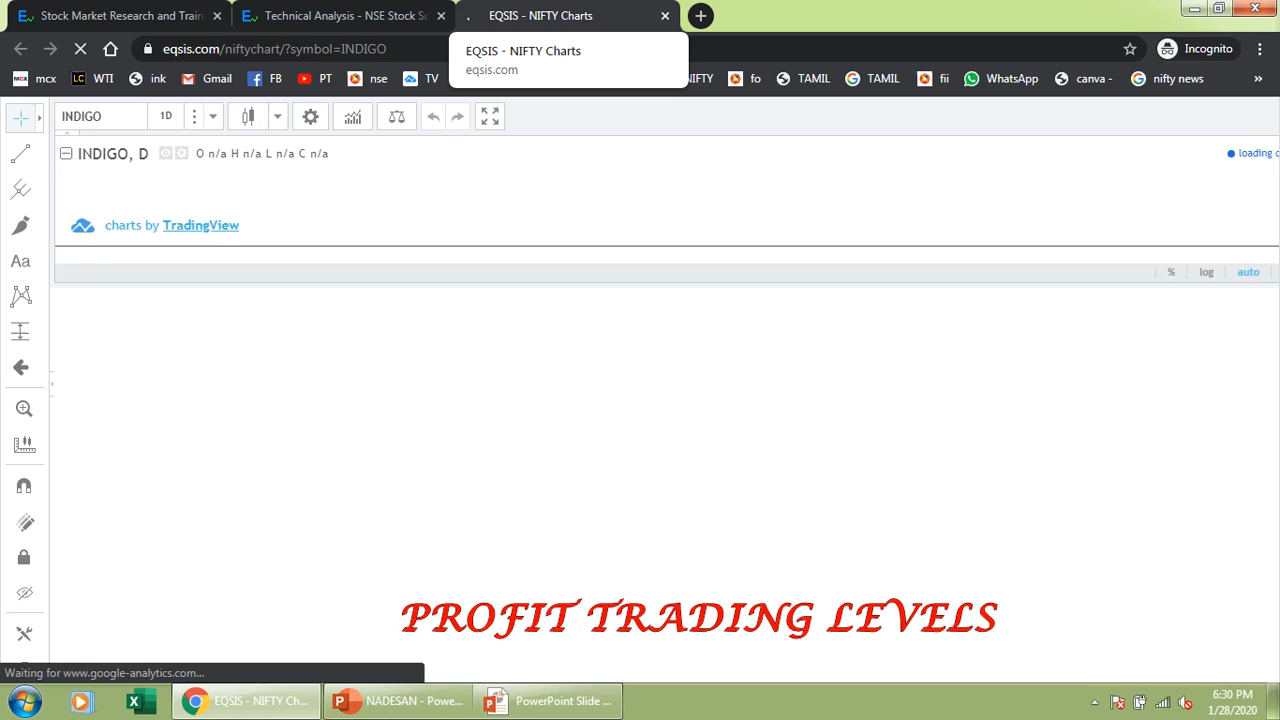 Stock Market Research and Train
Technical Analysis - NSE Stock Sc
EQSIS - NIFTY Charts
eqsis.com/niftychart/?symbol=INDIGO
Incognito
EQSIS - NIFTY Charts
eqsis.com
mcx
WTI
ink
Gmail
FB
PT
nse
TV
NIFTY
fo
TAMIL
TAMIL
fii
WhatsApp
canva -
nifty news
INDIGO
1D
INDIGO, D
O n/a H n/a L n/a C n/a
loading
charts by TradingView
%
log
auto
Aa
PROFIT TRADING LEVELS
Waiting for www.google-analytics.com...
EQSIS - NIFTY Ch...
NADESAN - Powe...
PowerPoint Slide ...
6:30 PM
1/28/2020